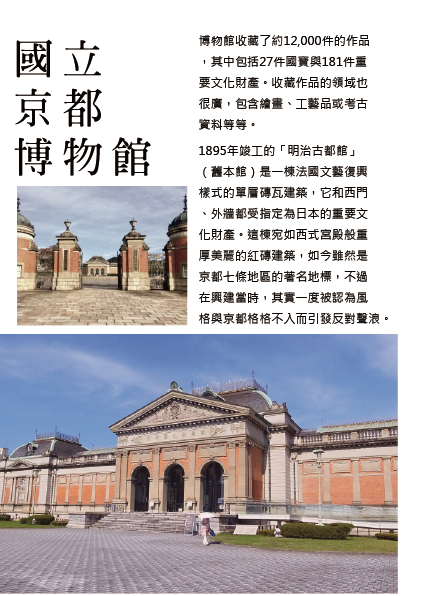 國立
京都
博物館
博物館收藏了約12,000件的作品
，其中包括27件國寶與181件重
要文化財產。收藏作品的領域也
很廣，包含繪畫、工藝品或考古
資料等等。
1895年竣工的「明治古都館」
（舊本館）是一棟法國文藝復興
樣式的單層磚瓦建築，它和西門
、外牆都受指定為日本的重要文
化財產。這棟宛如西式宮殿般重
厚美麗的紅磚建築，如今雖然是
京都七條地區的著名地標，不過
在興建當時，其實一度被認為風
格與京都格格不入而引發反對聲浪。